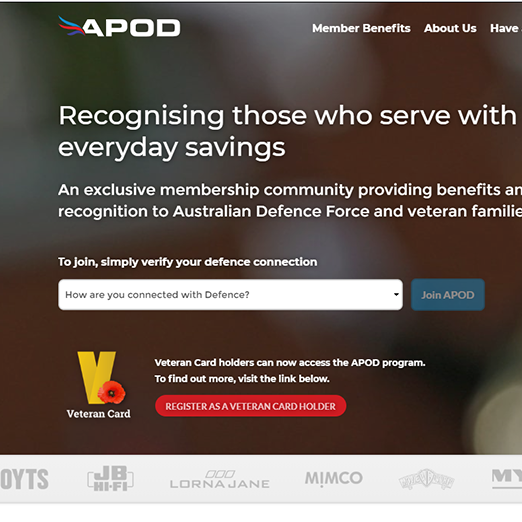 APOD
Member Benefits About Us Have
Recognising those who serve with
everyday savings
An exclusive membership community providing benefits an
recognition to Australian Defence Force and veteran familie
To join, simply verify your defence connection
How are you connected with Defence?
Join APOD
Veteran Card holders can now access the APOD program.
To find out more, visit the link below.
Veteran Card
REGISTER AS A VETERAN CARD HOLDER
OYTS
JB
HI-FI
LORNA JANE
MIMCO
MY